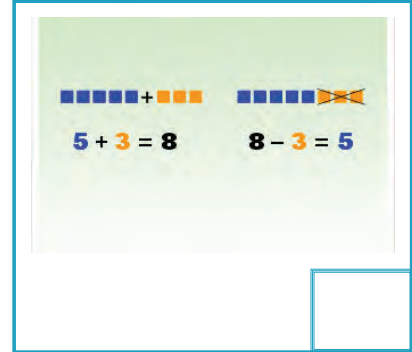 +
5 + 3 = 8 8 – 3 = 5